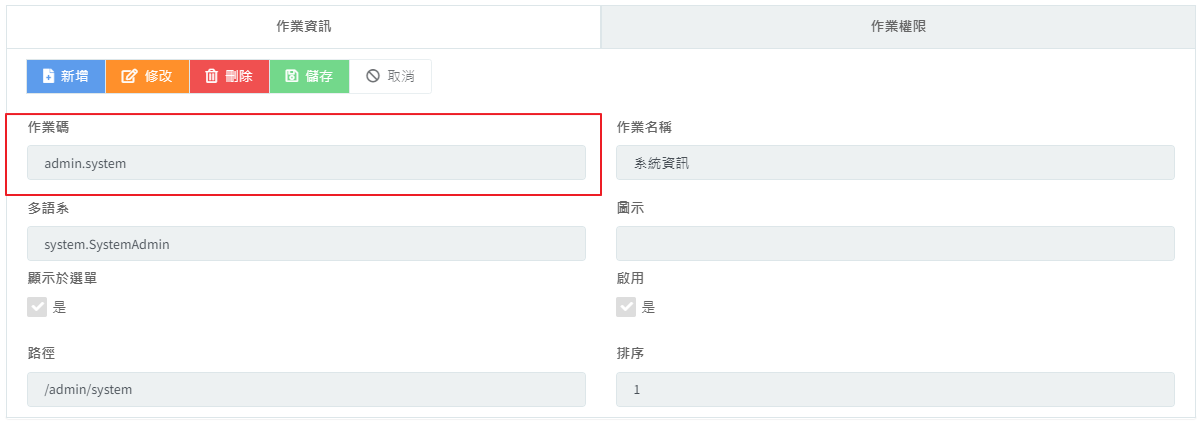 作業資訊 作業權限
新增 修改 刪除 儲存 取消
作業碼 作業名稱
admin.system 系統資訊
多語系 圖示
system.SystemAdmin
顯示於選單 啟用
是 是
路徑 排序
/admin/system 1